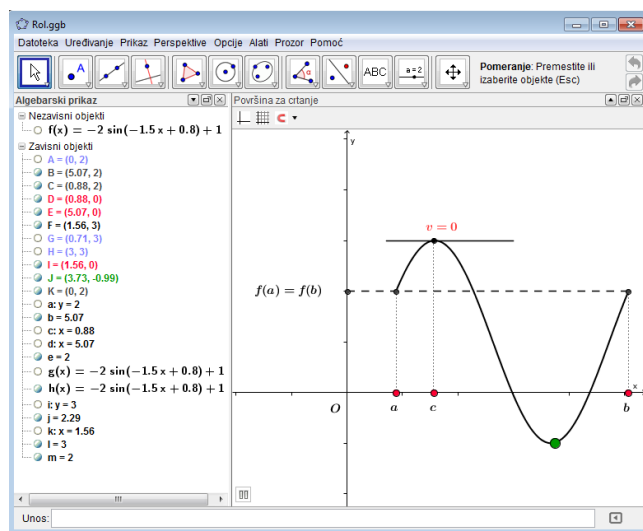 Rol.ggb
Datoteka Uređivanje Prikaz Perspektive Opcije Alati Prozor Pomoć
A
α
ABC
a = 2
Pomeranje: Premestite ili
izaberite objekte (Esc)
Algebarski prikaz
Površina za crtanje
Nezavisni objekti
f(x) = −2 sin(−1.5 x + 0.8) + 1
Zavisni objekti
A = (0, 2)
B = (5.07, 2)
C = (0.88, 2)
D = (0.88, 0)
E = (5.07, 0)
F = (1.56, 3)
G = (0.71, 3)
H = (3, 3)
I = (1.56, 0)
J = (3.73, -0.99)
K = (0, 2)
a: y = 2
b = 5.07
c: x = 0.88
d: x = 5.07
e = 2
g(x) = −2 sin(−1.5 x + 0.8) + 1
h(x) = −2 sin(−1.5 x + 0.8) + 1
i: y = 3
j = 2.29
k: x = 1.56
l = 3
m = 2
y
v = 0
f(a) = f(b)
x
O a c b
Unos: